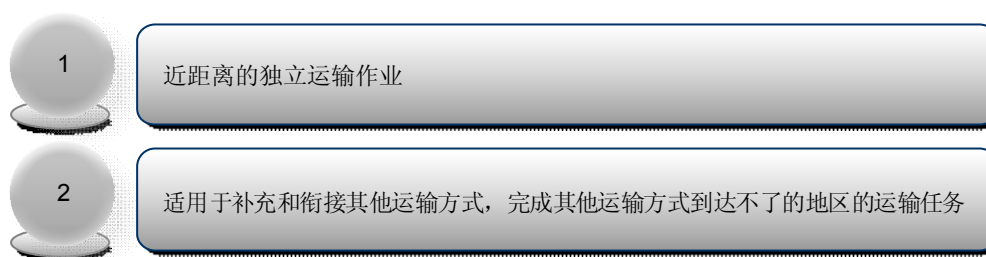 1
近距离的独立运输作业
2
适用于补充和衔接其他运输方式，完成其他运输方式到达不了的地区的运输任务